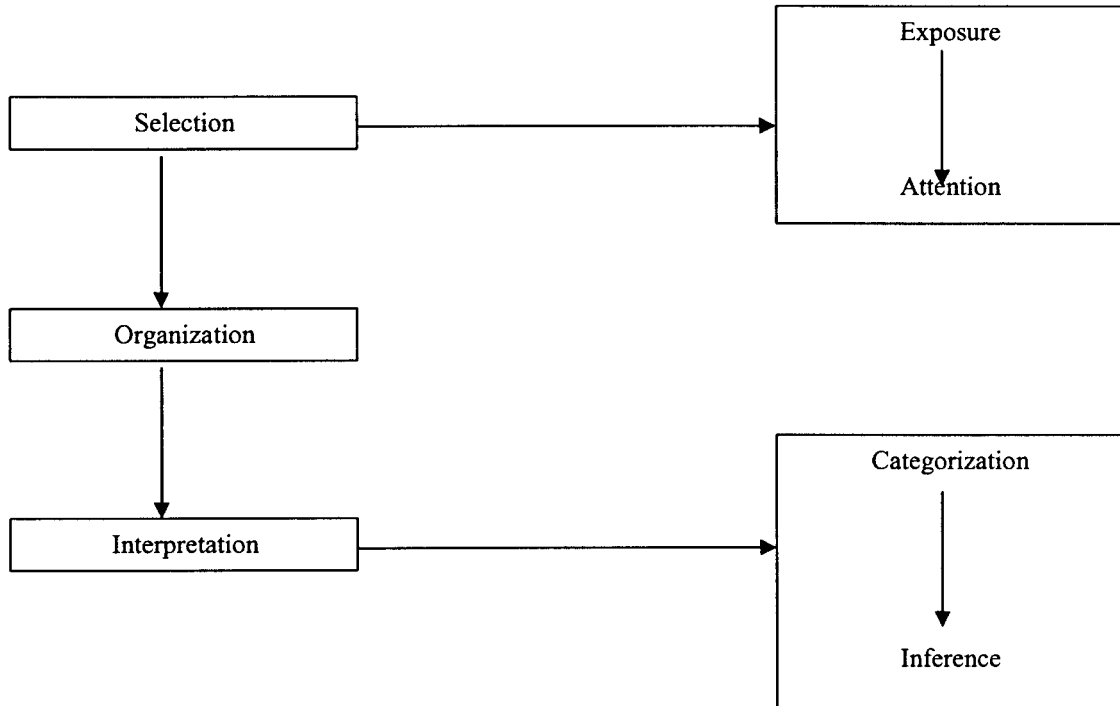 Exposure
Selection
Attention
Organization
Categorization
Interpretation
Inference